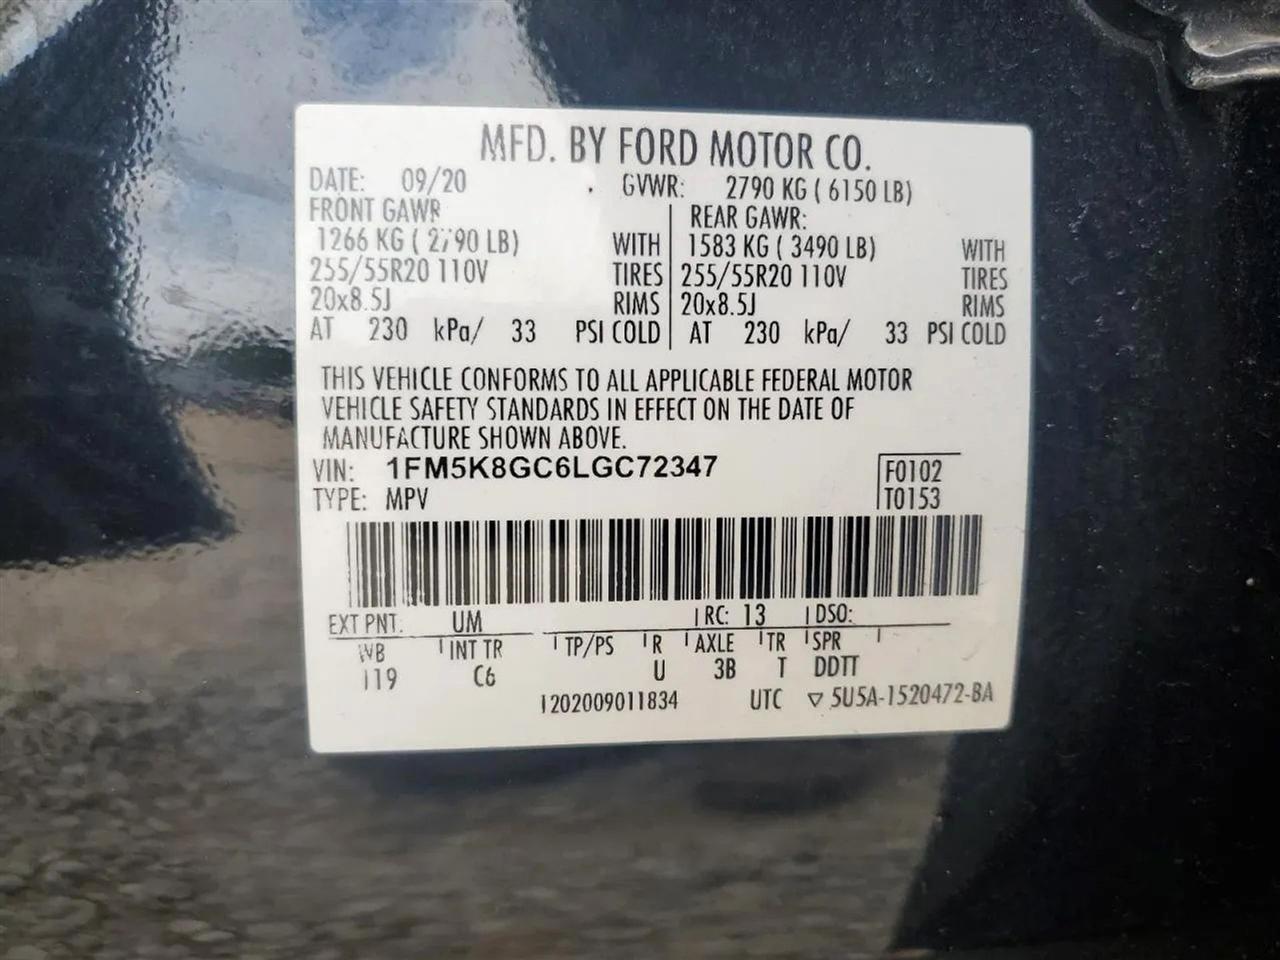 MFD. BY FORD MOTOR CO.
DATE: 09/20 GVWR: 2790 KG ( 6150 LB)
FRONT GAWR REAR GAWR:
1266 KG ( 2790 LB) WITH 1583 KG ( 3490 LB) WITH
255/55R20 110V TIRES 255/55R20 110V TIRES
20x8.5J RIMS 20x8.5J RIMS
AT 230 kPa/ 33 PSI COLD AT 230 kPa/ 33 PSI COLD
THIS VEHICLE CONFORMS TO ALL APPLICABLE FEDERAL MOTOR
VEHICLE SAFETY STANDARDS IN EFFECT ON THE DATE OF
MANUFACTURE SHOWN ABOVE.
VIN: 1FM5K8GC6LGC72347 F0102
TYPE: MPV T0153
EXT PNT. UM RC: 13 DSO:
WB INT TR TP/PS R AXLE TR SPR
119 C6 U 3B T DDTT
1202009011834 UTC ▽ 5U5A-1520472-BA